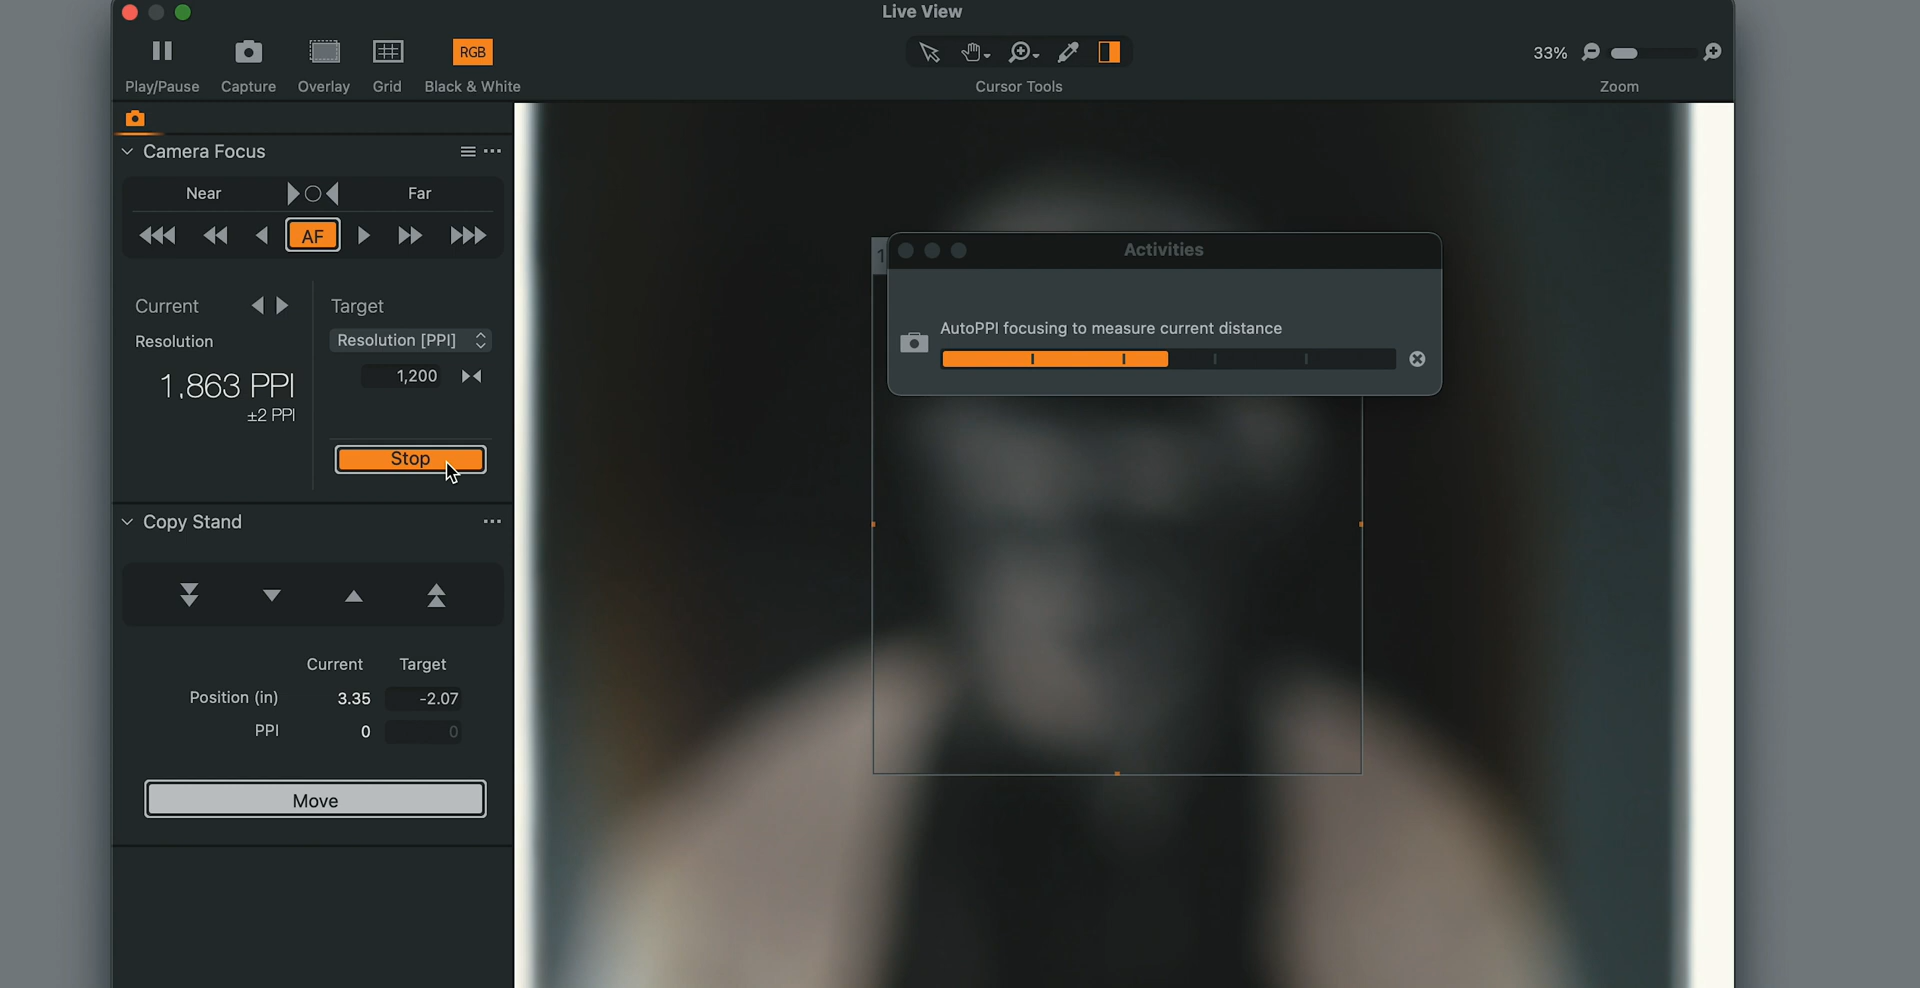 Live View
Play/Pause
Capture
Overlay
Grid
RGB
Black & White
Cursor Tools
33%
Zoom
Camera Focus
Near
Far
AF
Current
Target
Resolution
Resolution [PPI]
1,863 PPI
±2 PPI
1,200
Stop
1
Activities
AutoPPI focusing to measure current distance
Copy Stand
Current Target
Position (in) 3.35 -2.07
PPI 0 0
Move